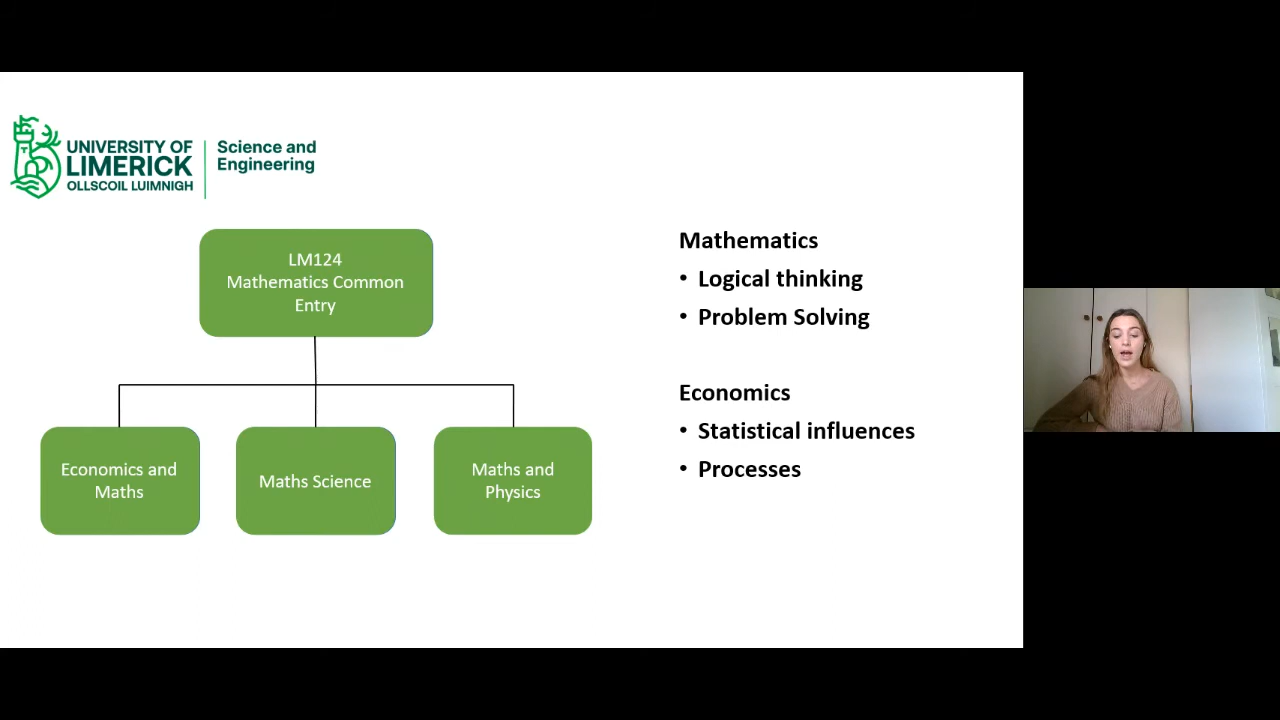 UNIVERSITY OF
LIMERICK
OLLSCOIL LUIMNIGH
Science and
Engineering
LM124
Mathematics Common
Entry
Economics and
Maths
Maths Science
Maths and
Physics
Mathematics
• Logical thinking
• Problem Solving
Economics
• Statistical influences
• Processes